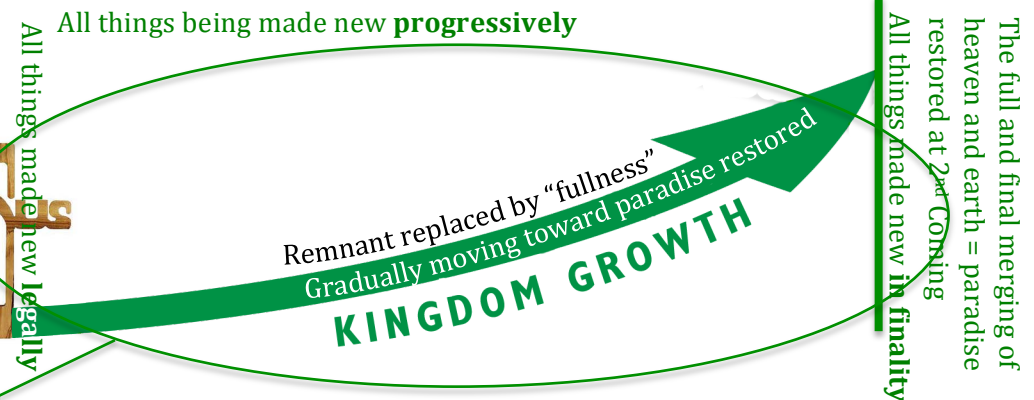 All things being made new progressively
All things made new legally
Remnant replaced by “fullness”
Gradually moving toward paradise restored
KINGDOM GROWTH
The full and final merging of
heaven and earth = paradise
restored at 2nd Coming
All things made new in finality